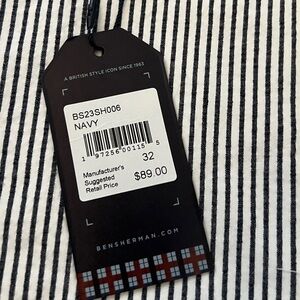 A BRITISH STYLE ICON SINCE 1963
BS23SH006
NAVY
1 97256 00115 5
32
Manufacturer's
Suggested
Retail Price
$89.00
BENSHERMAN.COM